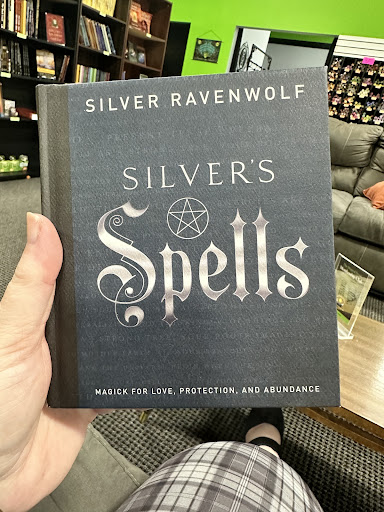 SILVER RAVENWOLF
SILVER'S
Spells
MAGICK FOR LOVE, PROTECTION, AND ABUNDANCE